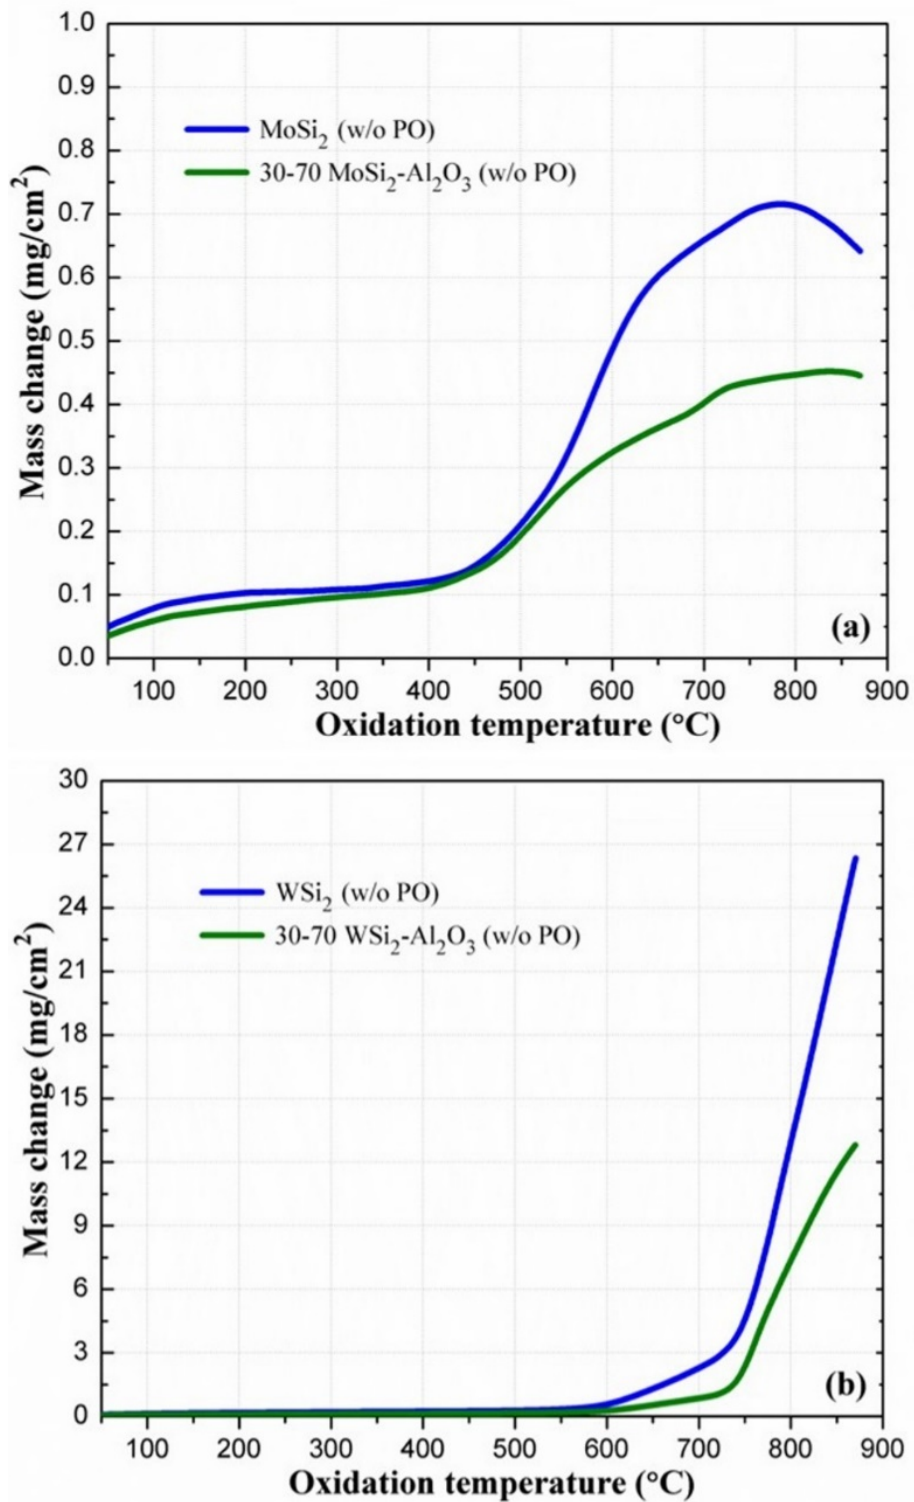 1.0
0.9
0.8
0.7
0.6
0.5
0.4
0.3
0.2
0.1
0.0
Mass change (mg/cm²)
MoSi₂ (w/o PO)
30-70 MoSi₂-Al₂O₃ (w/o PO)
(a)
100 200 300 400 500 600 700 800 900
Oxidation temperature (°C)
30
27
24
21
18
15
12
9
6
3
0
Mass change (mg/cm²)
WSi₂ (w/o PO)
30-70 WSi₂-Al₂O₃ (w/o PO)
(b)
100 200 300 400 500 600 700 800 900
Oxidation temperature (°C)